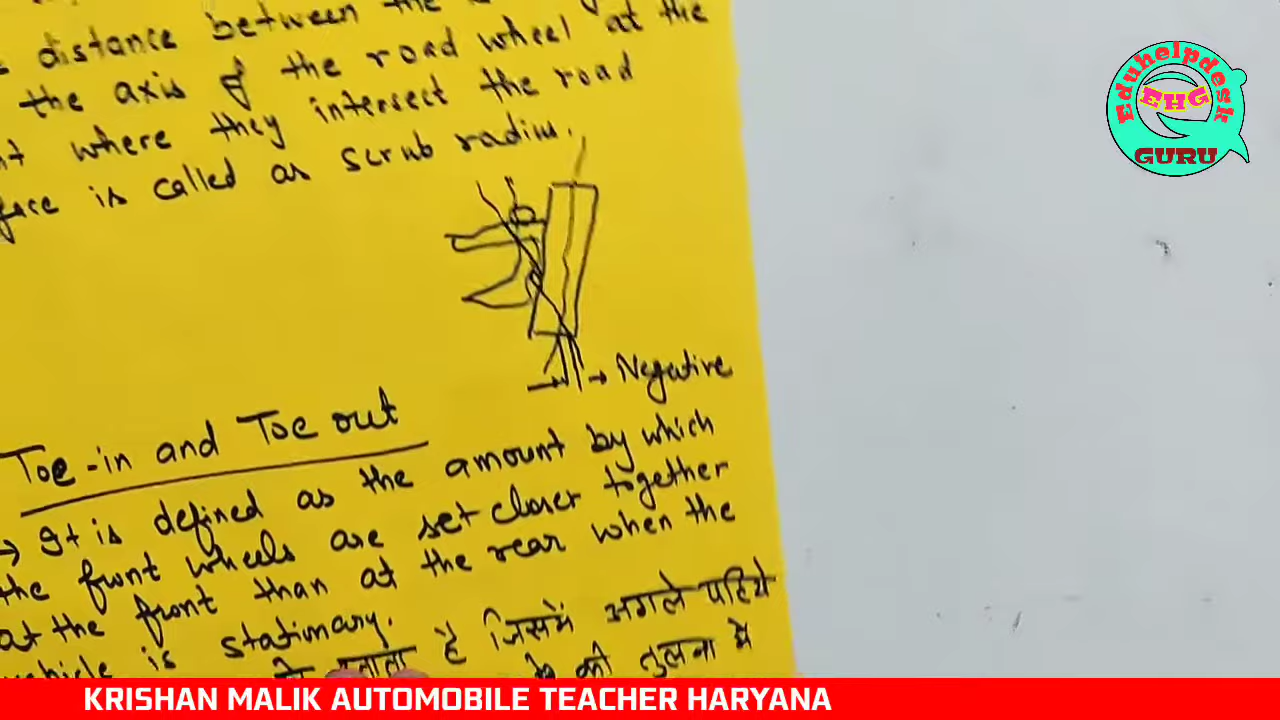 distance between the
the axis of the road wheel at the
where they intersect the road
is called as scrub radius.
Negative
Toe-in and Toe out
→ It is defined as the amount by which
the front wheels are set closer together
at the front than at the rear when the
vehicle is stationary.
है जिसमें अगले पहिये
की तुलना में
Eduhelpdesk
EHG
GURU
KRISHAN MALIK AUTOMOBILE TEACHER HARYANA